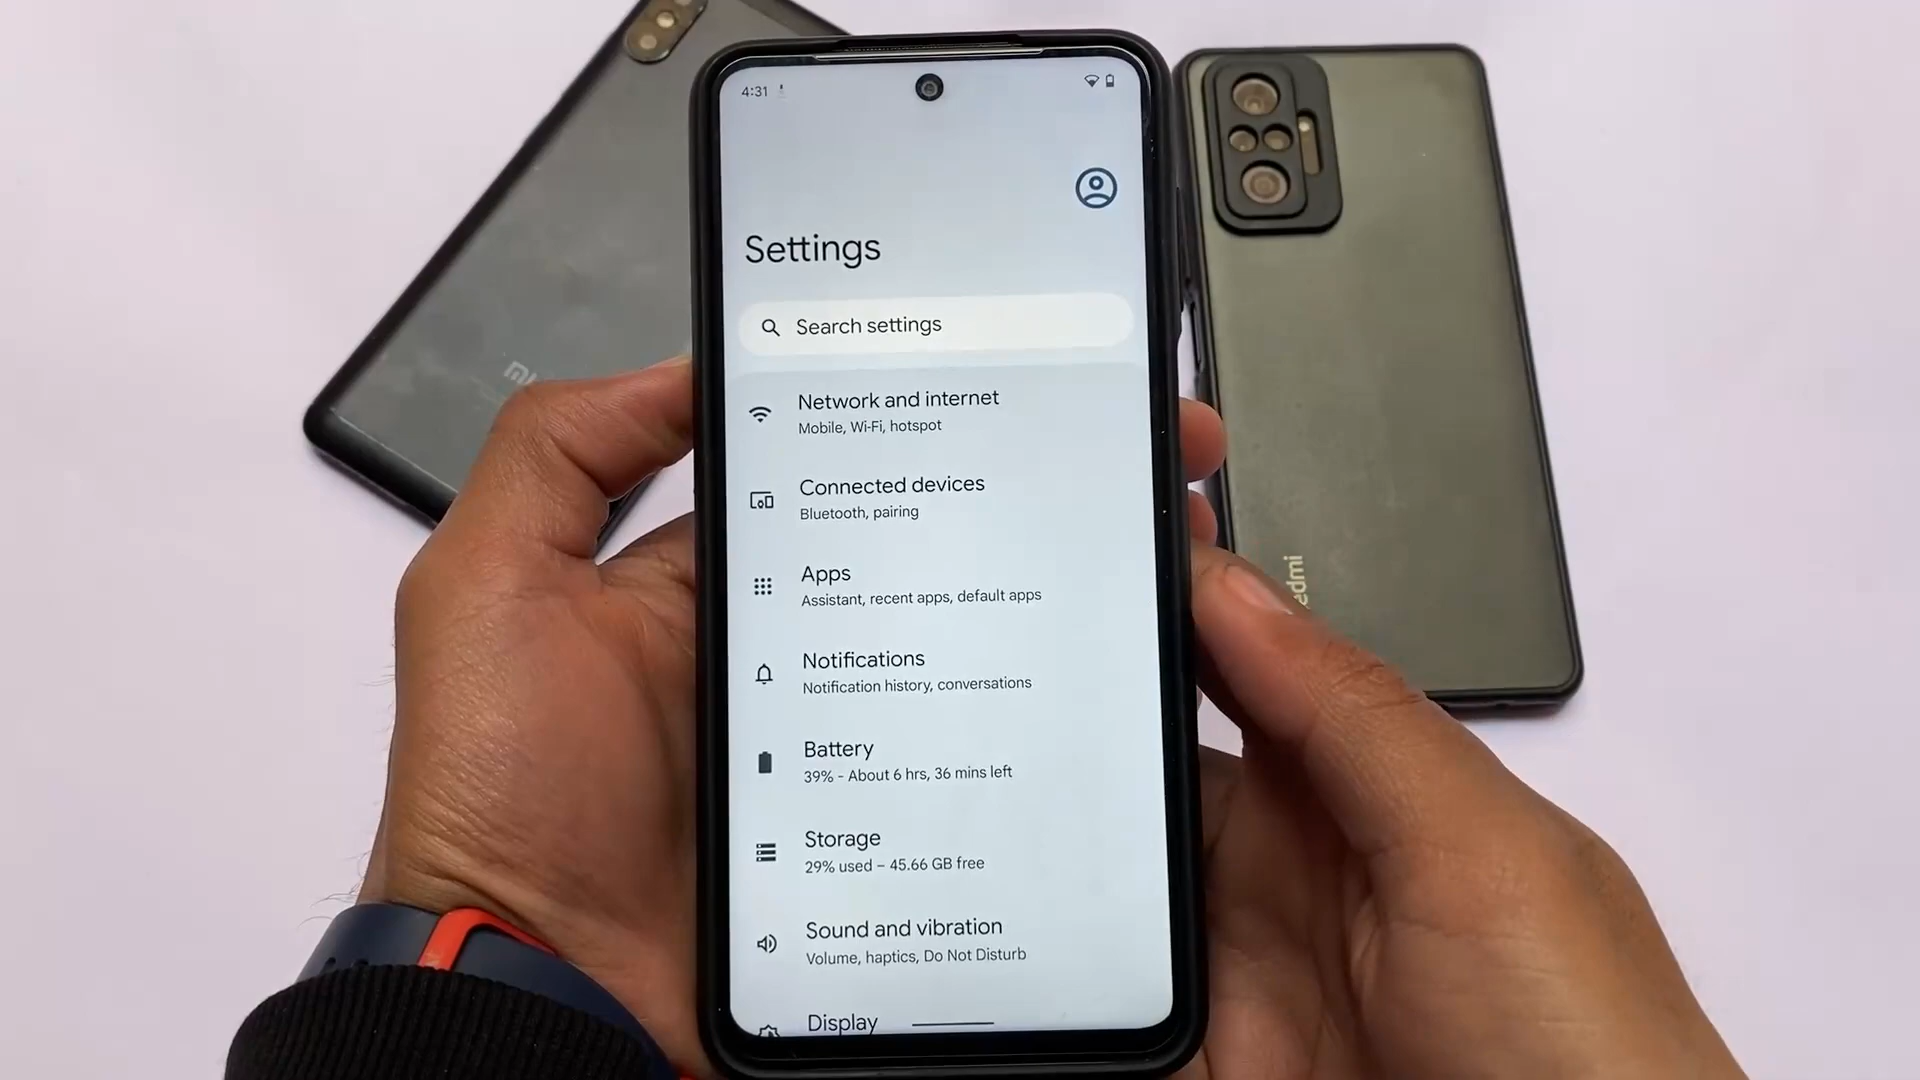 4:31
Settings
Search settings
Network and internet
Mobile, Wi-Fi, hotspot
Connected devices
Bluetooth, pairing
Apps
Assistant, recent apps, default apps
Notifications
Notification history, conversations
Battery
39% - About 6 hrs, 36 mins left
Storage
29% used – 45.66 GB free
Sound and vibration
Volume, haptics, Do Not Disturb
Display
mi
edmi